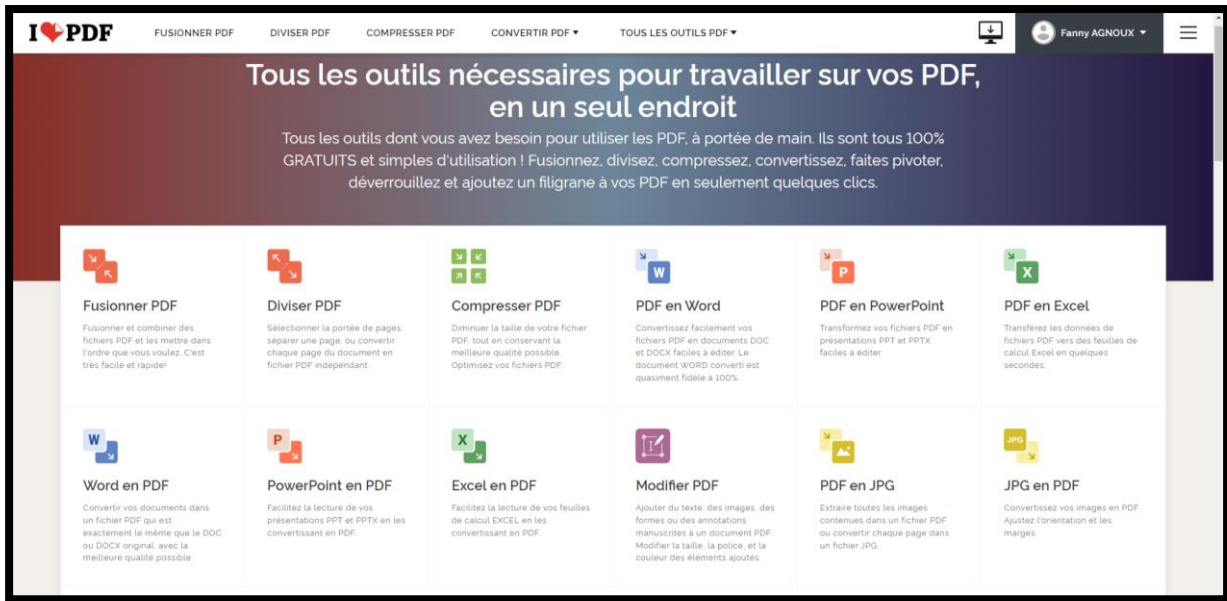 I❤PDF
FUSIONNER PDF
DIVISER PDF
COMPRESSER PDF
CONVERTIR PDF ▼
TOUS LES OUTILS PDF ▼
Fanny AGNOUX ▼
Tous les outils nécessaires pour travailler sur vos PDF,
en un seul endroit
Tous les outils dont vous avez besoin pour utiliser les PDF, à portée de main. Ils sont tous 100%
GRATUITS et simples d'utilisation ! Fusionnez, divisez, compressez, convertissez, faites pivoter,
déverrouillez et ajoutez un filigrane à vos PDF en seulement quelques clics.
Fusionner PDF
Fusionner et combiner des
fichiers PDF et les mettre dans
l'ordre que vous voulez. C'est
très facile et rapide!
Diviser PDF
Sélectionner la portée de pages,
séparer une page, ou convertir
chaque page du document en
fichier PDF indépendant.
Compresser PDF
Diminuer la taille de votre fichier
PDF, tout en conservant la
meilleure qualité possible.
Optimisez vos fichiers PDF.
W
PDF en Word
Convertissez facilement vos
fichiers PDF en documents DOC
et DOCX faciles à éditer. Le
document WORD converti est
quasiment fidèle à 100%.
P
PDF en PowerPoint
Transformez vos fichiers PDF en
présentations PPT et PPTX
faciles à éditer.
X
PDF en Excel
Transférez les données de
fichiers PDF vers des feuilles de
calcul Excel en quelques
secondes.
W
Word en PDF
Convertir vos documents dans
un fichier PDF qui est
exactement le même que le DOC
ou DOCX original, avec la
meilleure qualité possible.
P
PowerPoint en PDF
Facilitez la lecture de vos
présentations PPT et PPTX en les
convertissant en PDF.
X
Excel en PDF
Facilitez la lecture de vos feuilles
de calcul EXCEL en les
convertissant en PDF.
Modifier PDF
Ajouter du texte, des images, des
formes ou des annotations
manuscrites à un document PDF.
Modifier la taille, la police, et la
couleur des éléments ajoutés.
PDF en JPG
Extraire toutes les images
contenues dans un fichier PDF
ou convertir chaque page dans
un fichier JPG.
JPG
JPG en PDF
Convertissez vos images en PDF.
Ajustez l'orientation et les
marges.